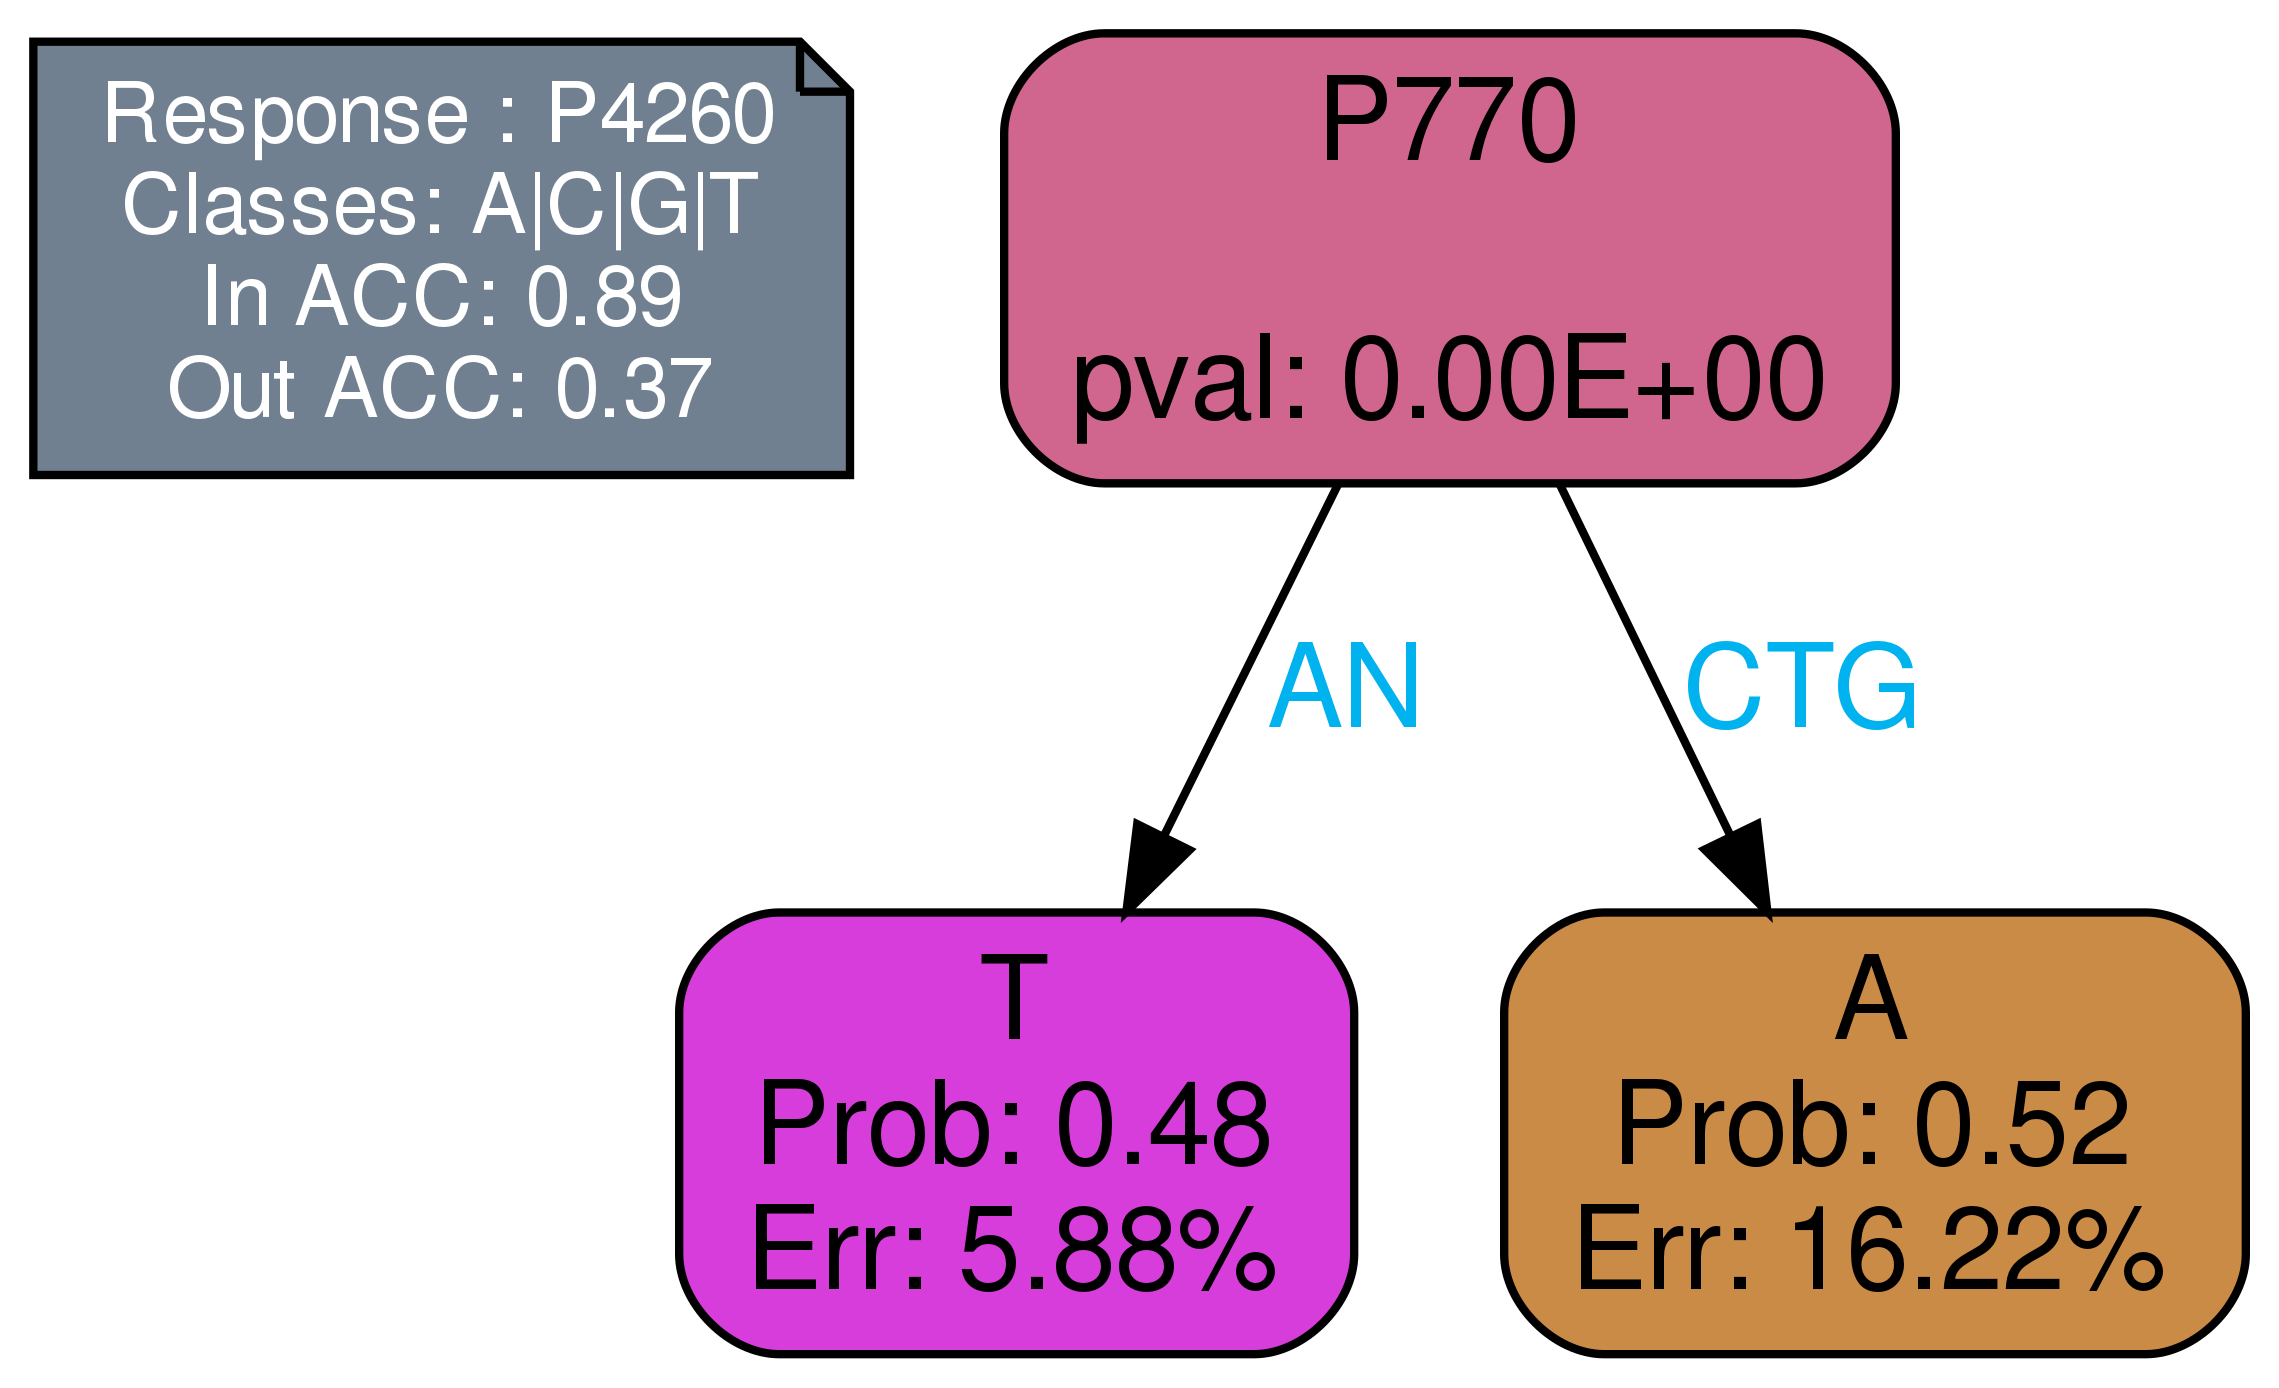 Response : P4260
Classes: A|C|G|T
In ACC: 0.89
Out ACC: 0.37
P770
pval: 0.00E+00
AN
CTG
T
Prob: 0.48
Err: 5.88%
A
Prob: 0.52
Err: 16.22%